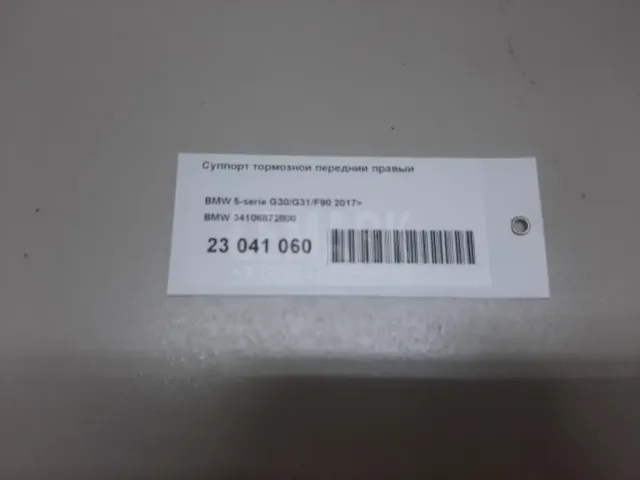 Суппорт тормозной передний правый
BMW 5-serie G30/G31/F90 2017>
BMW 34106872800
23 041 060